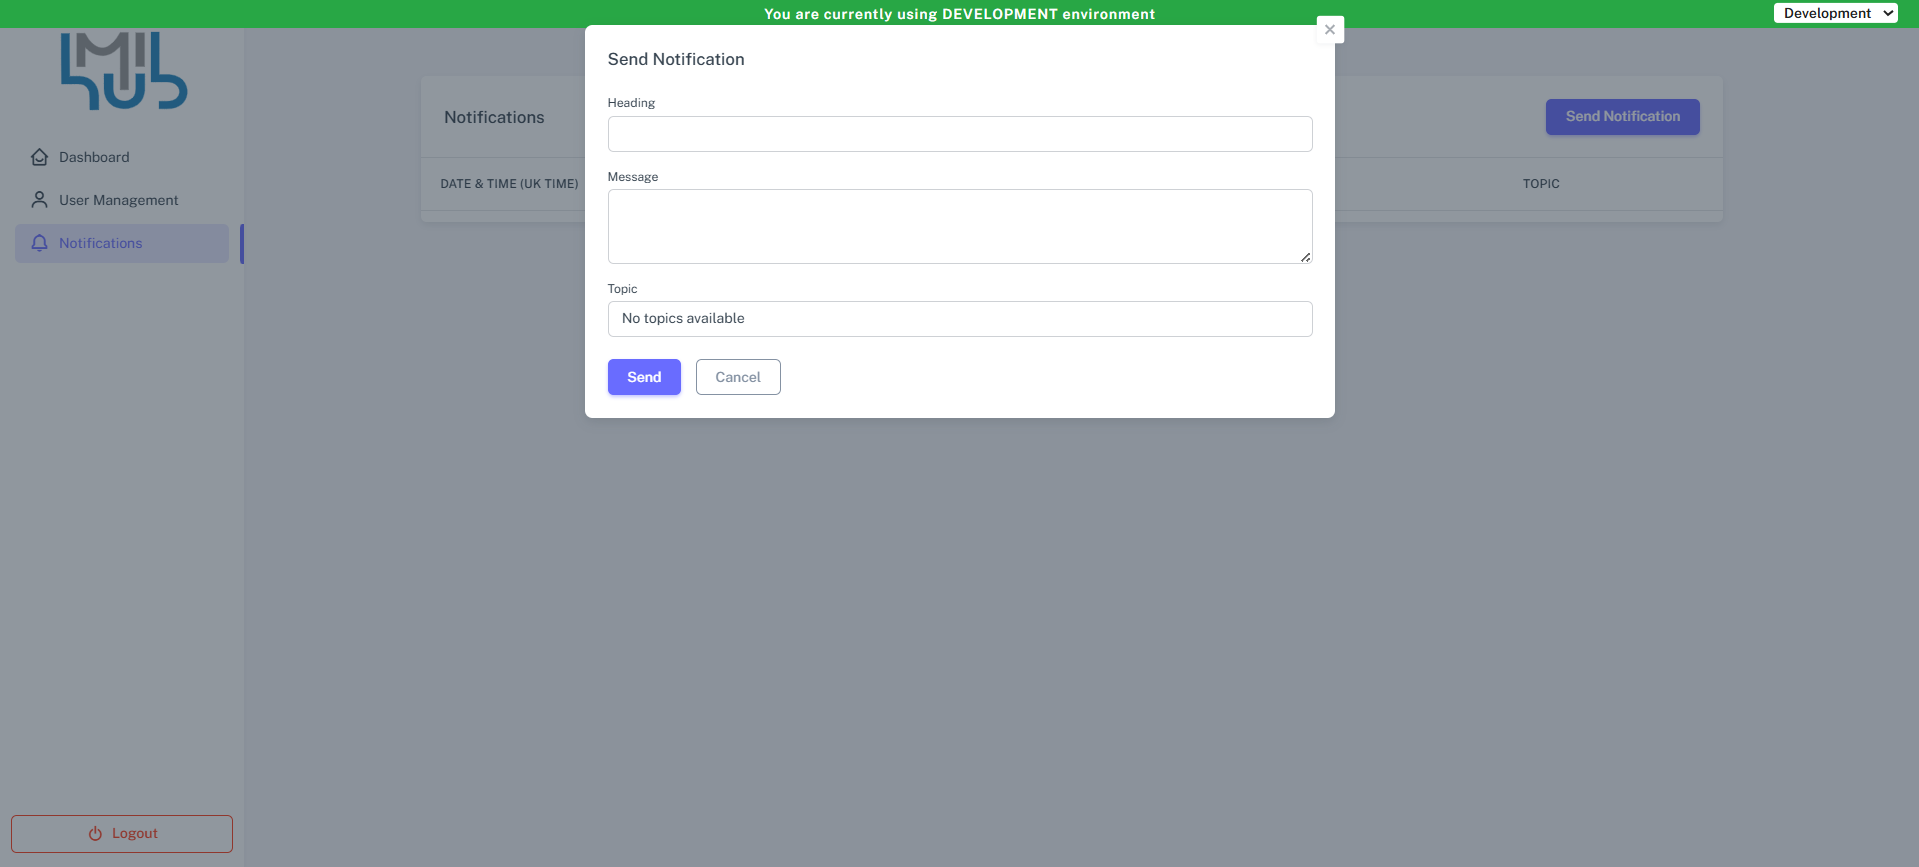 You are currently using DEVELOPMENT environment
Development
MI
hub
Dashboard
User Management
Notifications
Logout
Notifications
Send Notification
DATE & TIME (UK TIME)
TOPIC
Send Notification
Heading
Message
Topic
No topics available
Send
Cancel